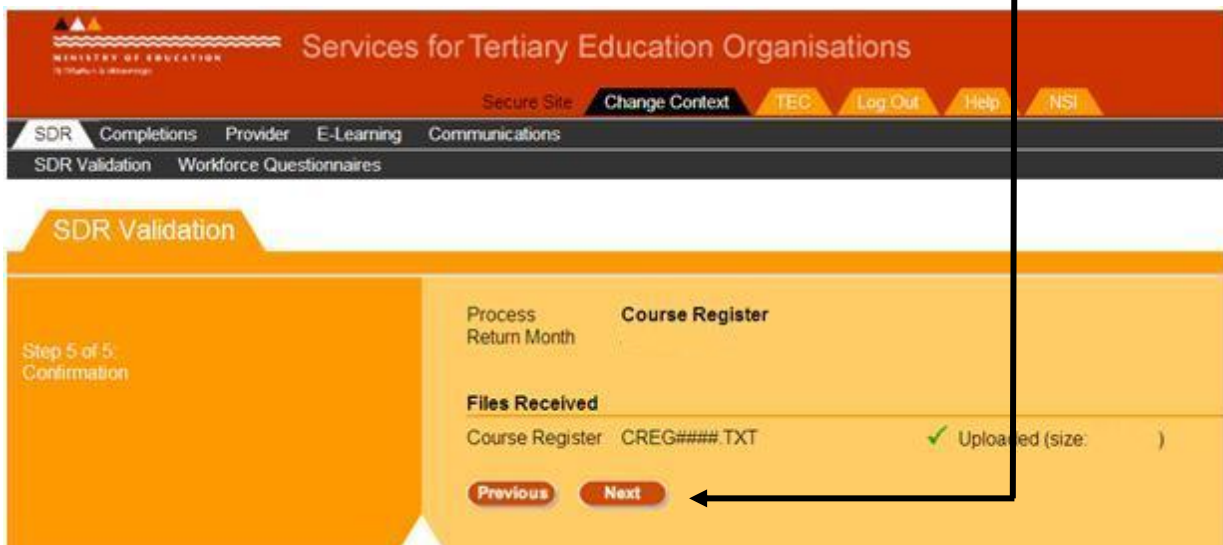 MINISTRY OF EDUCATION
Services for Tertiary Education Organisations
Secure Site Change Context TEC Log Out Help NSI
SDR Completions Provider E-Learning Communications
SDR Validation Workforce Questionnaires
SDR Validation
Step 5 of 5:
Confirmation
Process Course Register
Return Month
Files Received
Course Register CREG####.TXT ✓ Uploaded (size: )
Previous Next